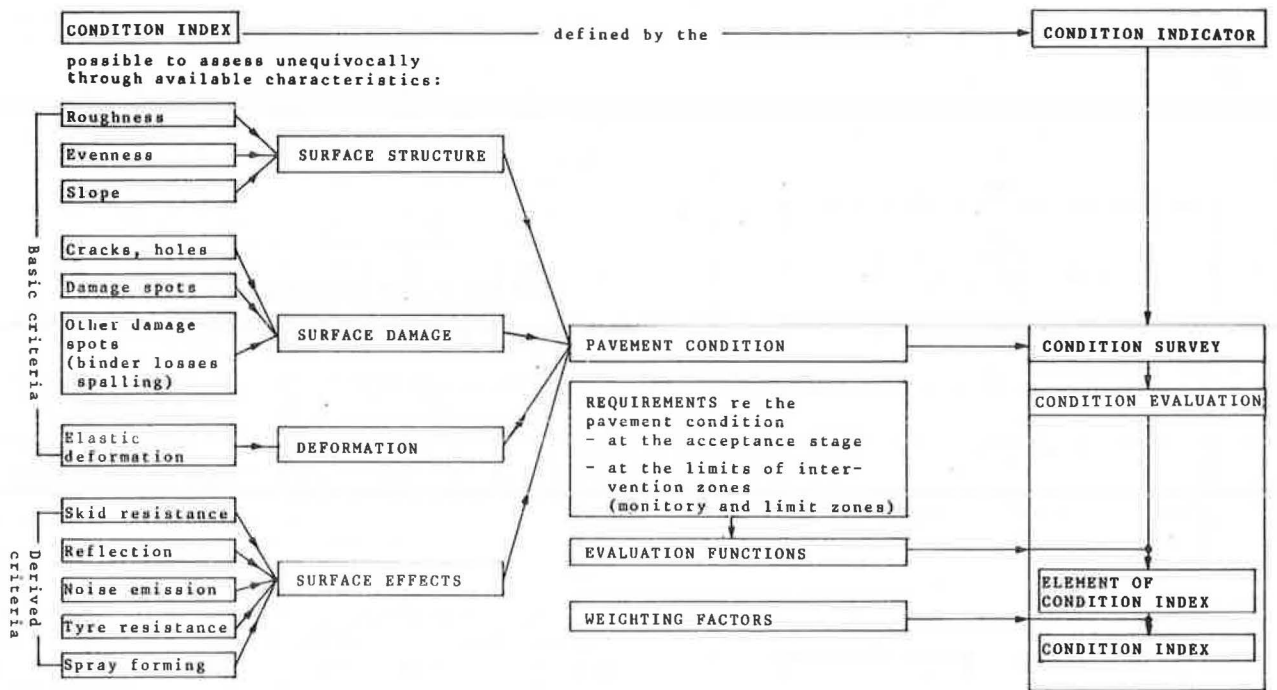 CONDITION INDEX
defined by the
CONDITION INDICATOR
possible to assess unequivocally
through available characteristics:
Basic criteria
Roughness
Evenness
Slope
SURFACE STRUCTURE
Cracks, holes
Damage spots
Other damage
spots
(binder losses
spalling)
SURFACE DAMAGE
Elastic
deformation
DEFORMATION
Derived
criteria
Skid resistance
Reflection
Noise emission
Tyre resistance
Spray forming
SURFACE EFFECTS
PAVEMENT CONDITION
REQUIREMENTS re the
pavement condition
- at the acceptance stage
- at the limits of inter-
vention zones
(monitory and limit zones)
EVALUATION FUNCTIONS
WEIGHTING FACTORS
CONDITION SURVEY
CONDITION EVALUATION
ELEMENT OF
CONDITION INDEX
CONDITION INDEX